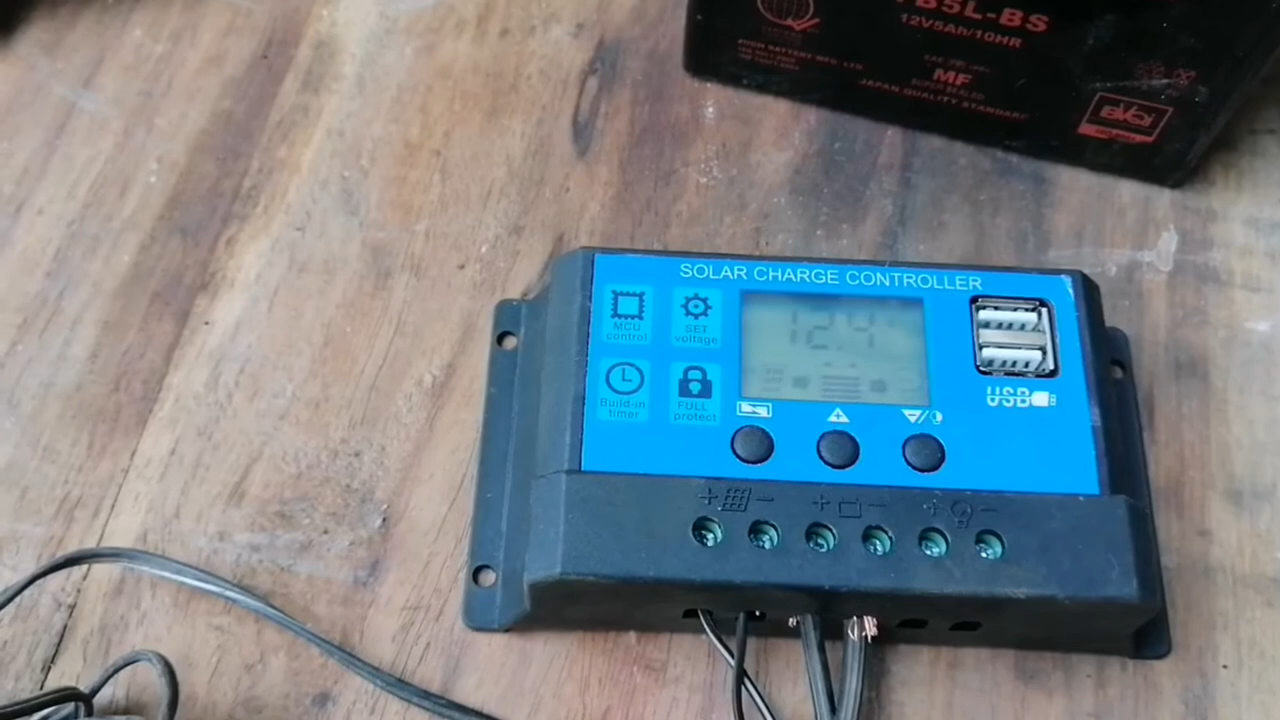 B5L-BS
12V5Ah/10HR
MF
SUPER SEALED
JAPAN QUALITY STANDARD
SOLAR CHARGE CONTROLLER
MCU
control
SET
voltage
Build-in
timer
FULL
protect
12.4
USB